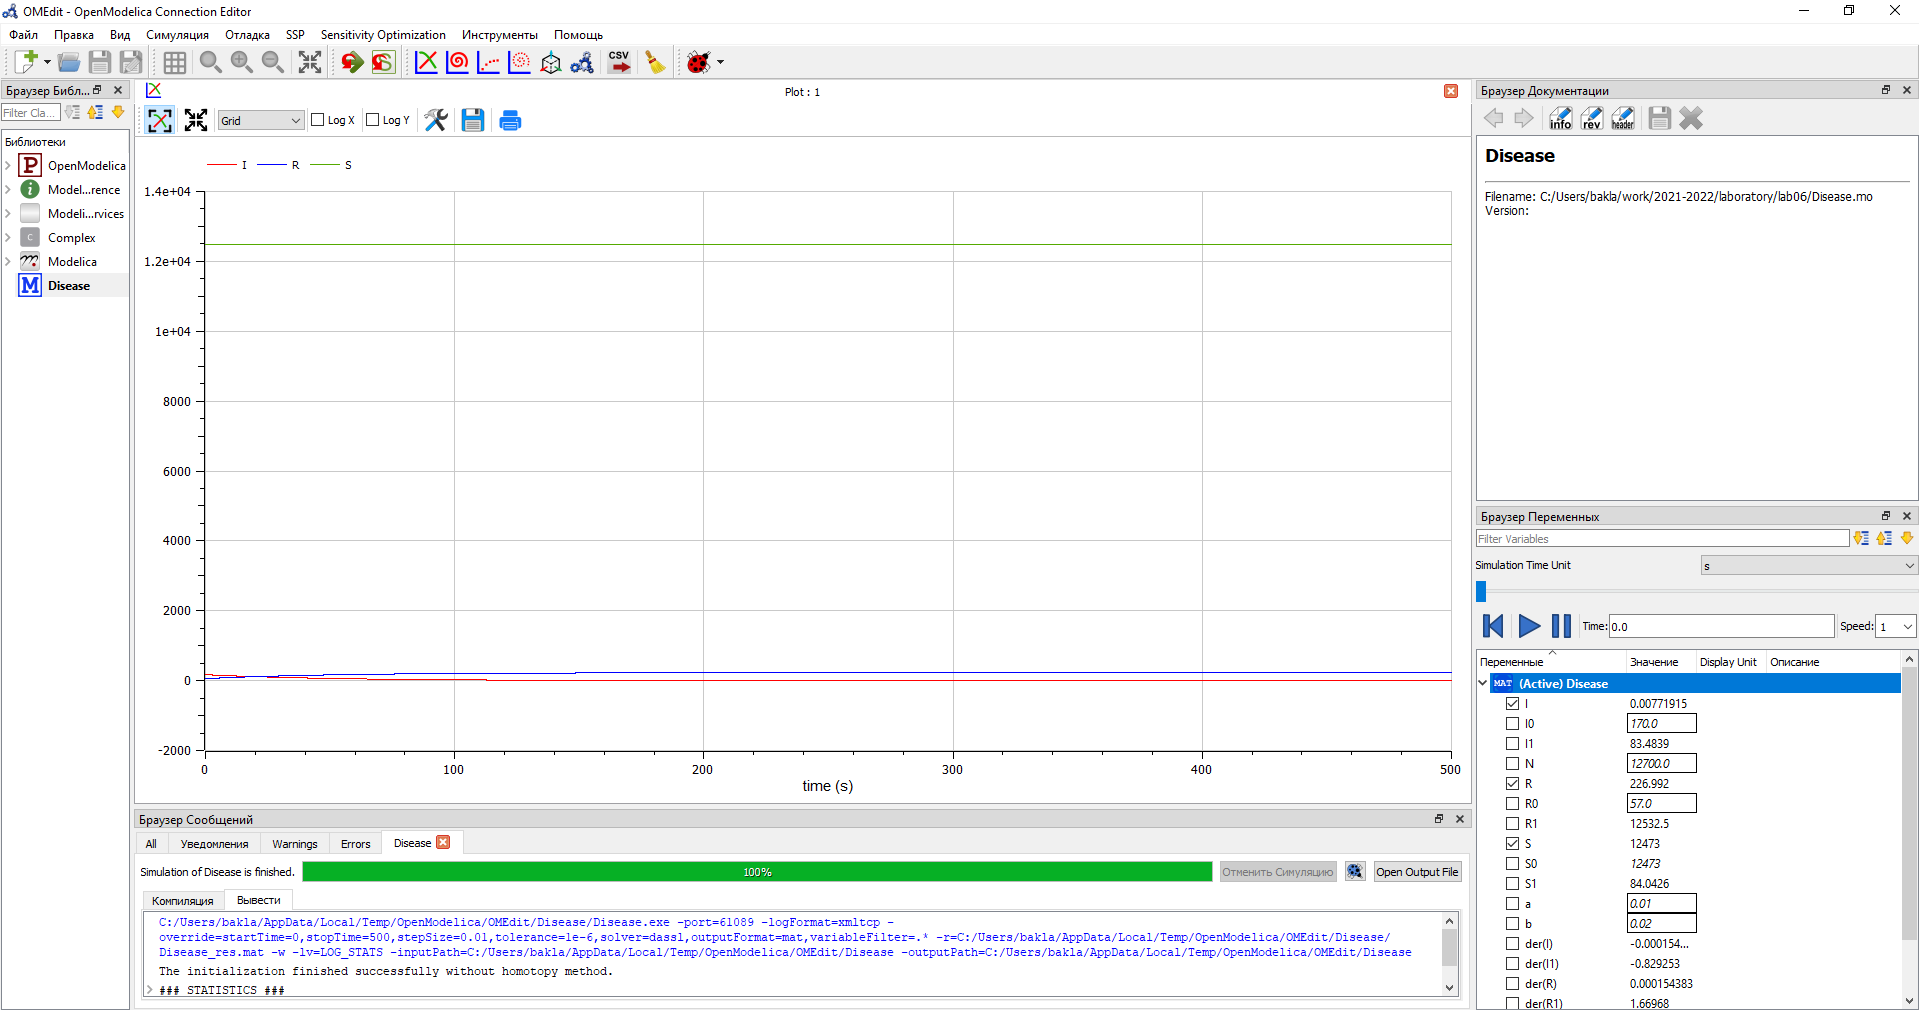 OMEdit - OpenModelica Connection Editor
Файл Правка Вид Симуляция Отладка SSP Sensitivity Optimization Инструменты Помощь
CSV
Браузер Библ...
Filter Cla...
Библиотеки
P OpenModelica
i Model...rence
Modeli...rvices
C Complex
Modelica
M Disease
Plot : 1
Grid
Log X
Log Y
I R S
1.4e+04
1.2e+04
1e+04
8000
6000
4000
2000
0
-2000
0 100 200 300 400 500
time (s)
Браузер Сообщений
All Уведомления Warnings Errors Disease
Simulation of Disease is finished. 100% Отменить Симуляцию Open Output File
Компиляция Вывести
C:/Users/bakla/AppData/Local/Temp/OpenModelica/OMEdit/Disease/Disease.exe -port=61089 -logFormat=xmltcp -
override=startTime=0,stopTime=500,stepSize=0.01,tolerance=1e-6,solver=dassl,outputFormat=mat,variableFilter=.* -r=C:/Users/bakla/AppData/Local/Temp/OpenModelica/OMEdit/Disease/
Disease_res.mat -w -lv=LOG_STATS -inputPath=C:/Users/bakla/AppData/Local/Temp/OpenModelica/OMEdit/Disease -outputPath=C:/Users/bakla/AppData/Local/Temp/OpenModelica/OMEdit/Disease
The initialization finished successfully without homotopy method.
### STATISTICS ###
Браузер Документации
info rev header
Disease
Filename: C:/Users/bakla/work/2021-2022/laboratory/lab06/Disease.mo
Version:
Браузер Переменных
Filter Variables
Simulation Time Unit s
Time: 0.0 Speed: 1
Переменные Значение Display Unit Описание
MAT (Active) Disease
I 0.00771915
I0 170.0
I1 83.4839
N 12700.0
R 226.992
R0 57.0
R1 12532.5
S 12473
S0 12473
S1 84.0426
a 0.01
b 0.02
der(I) -0.000154...
der(I1) -0.829253
der(R) 0.000154383
der(R1) 1.66968